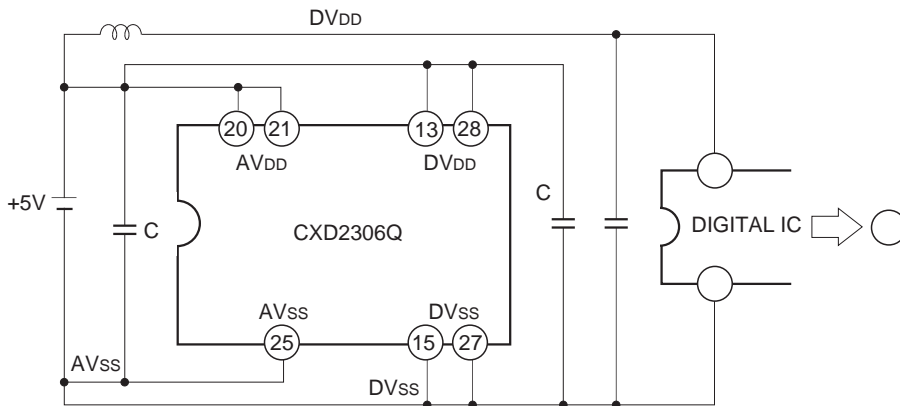 DVDD
20 21 13 28
AVDD DVDD
+5V
C
C
CXD2306Q
DIGITAL IC
AVSS DVSS
25 15 27
AVSS
DVSS